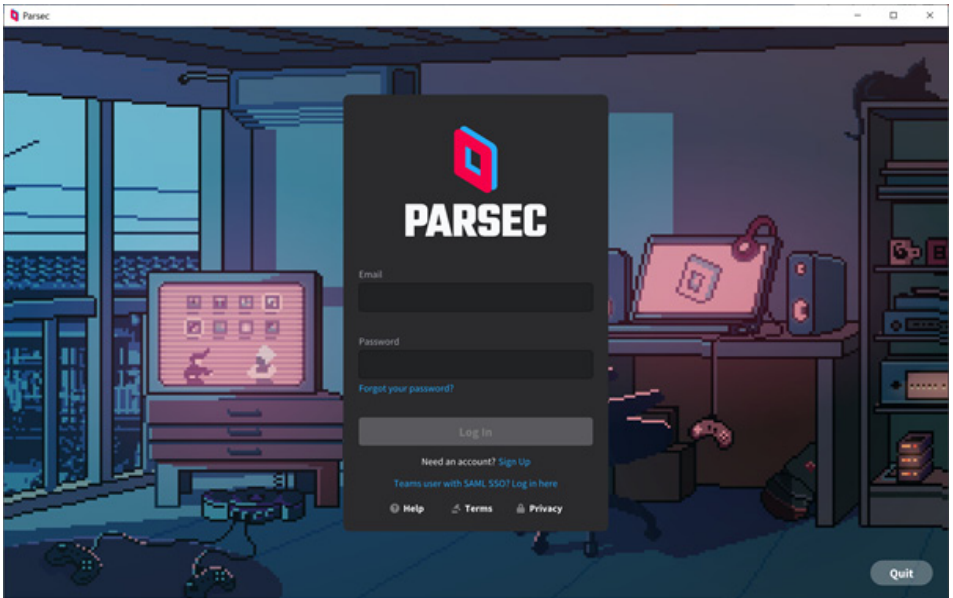 Parsec
PARSEC
Email
Password
Forgot your password?
Log In
Need an account? Sign Up
Teams user with SAML SSO? Log in here
Help Terms Privacy
Quit